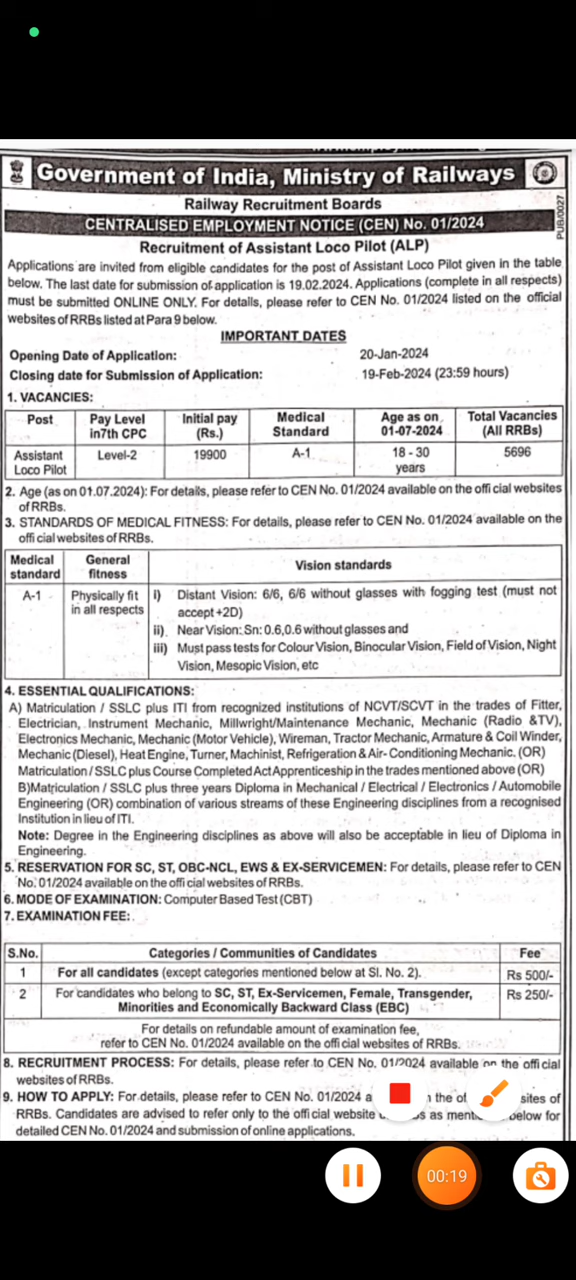 Government of India, Ministry of Railways
PUB/0027
Railway Recruitment Boards
CENTRALISED EMPLOYMENT NOTICE (CEN) No. 01/2024
Recruitment of Assistant Loco Pilot (ALP)
Applications are invited from eligible candidates for the post of Assistant Loco Pilot given in the table
below. The last date for submission of application is 19.02.2024. Applications (complete in all respects)
must be submitted ONLINE ONLY. For details, please refer to CEN No. 01/2024 listed on the official
websites of RRBs listed at Para 9 below.
IMPORTANT DATES
Opening Date of Application: 20-Jan-2024
Closing date for Submission of Application: 19-Feb-2024 (23:59 hours)
1. VACANCIES:
Post Pay Level in7th CPC Initial pay (Rs.) Medical Standard Age as on 01-07-2024 Total Vacancies (All RRBs)
Assistant Loco Pilot Level-2 19900 A-1 18 - 30 years 5696
2. Age (as on 01.07.2024): For details, please refer to CEN No. 01/2024 available on the official websites
of RRBs.
3. STANDARDS OF MEDICAL FITNESS: For details, please refer to CEN No. 01/2024 available on the
official websites of RRBs.
Medical standard General fitness Vision standards
A-1 Physically fit in all respects i) Distant Vision: 6/6, 6/6 without glasses with fogging test (must not
accept +2D)
ii) Near Vision: Sn: 0.6,0.6 without glasses and
iii) Must pass tests for Colour Vision, Binocular Vision, Field of Vision, Night
Vision, Mesopic Vision, etc
4. ESSENTIAL QUALIFICATIONS:
A) Matriculation / SSLC plus ITI from recognized institutions of NCVT/SCVT in the trades of Fitter,
Electrician, Instrument Mechanic, Millwright/Maintenance Mechanic, Mechanic (Radio &TV),
Electronics Mechanic, Mechanic (Motor Vehicle), Wireman, Tractor Mechanic, Armature & Coil Winder,
Mechanic (Diesel), Heat Engine, Turner, Machinist, Refrigeration & Air- Conditioning Mechanic. (OR)
Matriculation / SSLC plus Course Completed Act Apprenticeship in the trades mentioned above (OR)
B)Matriculation / SSLC plus three years Diploma in Mechanical / Electrical / Electronics / Automobile
Engineering (OR) combination of various streams of these Engineering disciplines from a recognised
Institution in lieu of ITI.
Note: Degree in the Engineering disciplines as above will also be acceptable in lieu of Diploma in
Engineering.
5. RESERVATION FOR SC, ST, OBC-NCL, EWS & EX-SERVICEMEN: For details, please refer to CEN
No. 01/2024 available on the official websites of RRBs.
6. MODE OF EXAMINATION: Computer Based Test (CBT)
7. EXAMINATION FEE:
S.No. Categories / Communities of Candidates Fee
1 For all candidates (except categories mentioned below at Sl. No. 2). Rs 500/-
2 For candidates who belong to SC, ST, Ex-Servicemen, Female, Transgender, Rs 250/-
Minorities and Economically Backward Class (EBC)
For details on refundable amount of examination fee,
refer to CEN No. 01/2024 available on the official websites of RRBs.
8. RECRUITMENT PROCESS: For details, please refer to CEN No. 01/2024 available on the official
websites of RRBs.
9. HOW TO APPLY: For details, please refer to CEN No. 01/2024 the sites of
RRBs. Candidates are advised to refer only to the official website as below for
detailed CEN No. 01/2024 and submission of online applications.
00:19